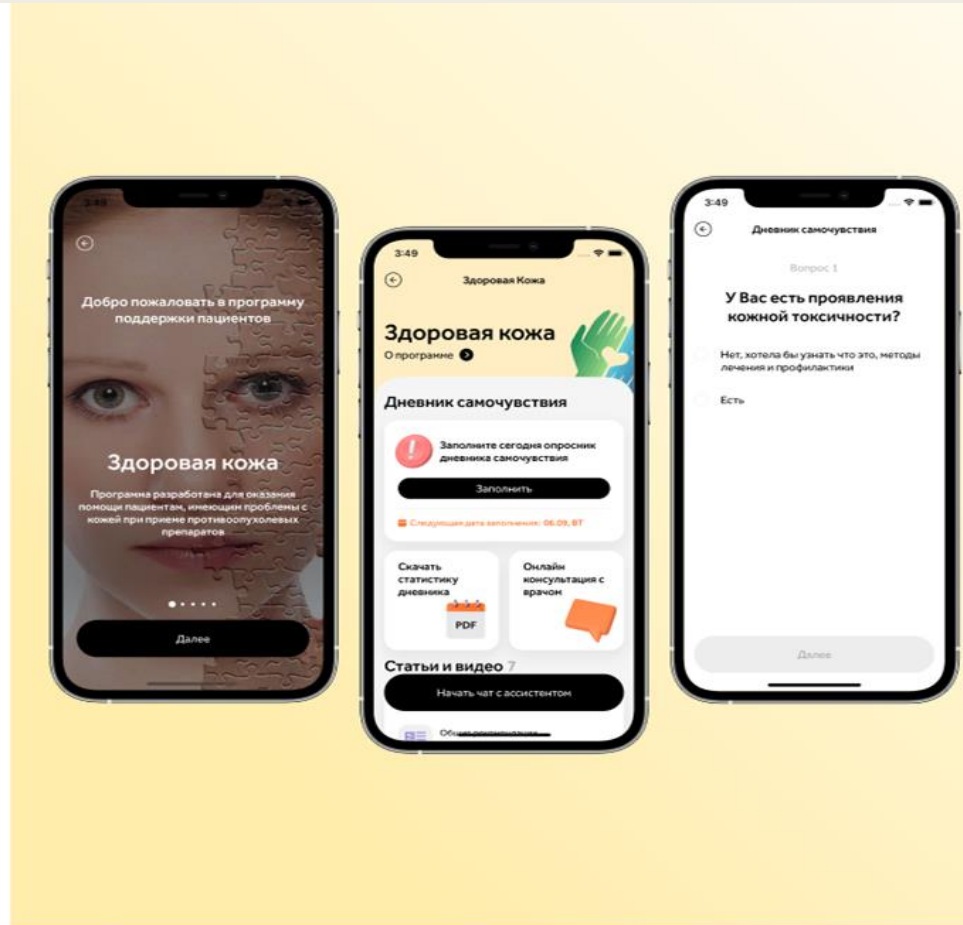 3:49
Добро пожаловать в программу
поддержки пациентов
Здоровая кожа
Программа разработана для оказания
помощи пациентам, имеющим проблемы с
кожей при приеме противоопухолевых
препаратов
Далее
3:49
Здоровая Кожа
Здоровая кожа
О программе
Дневник самочувствия
Заполните сегодня опросник
дневника самочувствия
Заполнить
Следующая дата заполнения: 06.09, ВТ
Скачать
статистику
дневника
PDF
Онлайн
консультация с
врачом
Статьи и видео 7
Начать чат с ассистентом
3:49
Дневник самочувствия
Вопрос 1
У Вас есть проявления
кожной токсичности?
Нет, хотела бы узнать что это, методы
лечения и профилактики
Есть
Далее